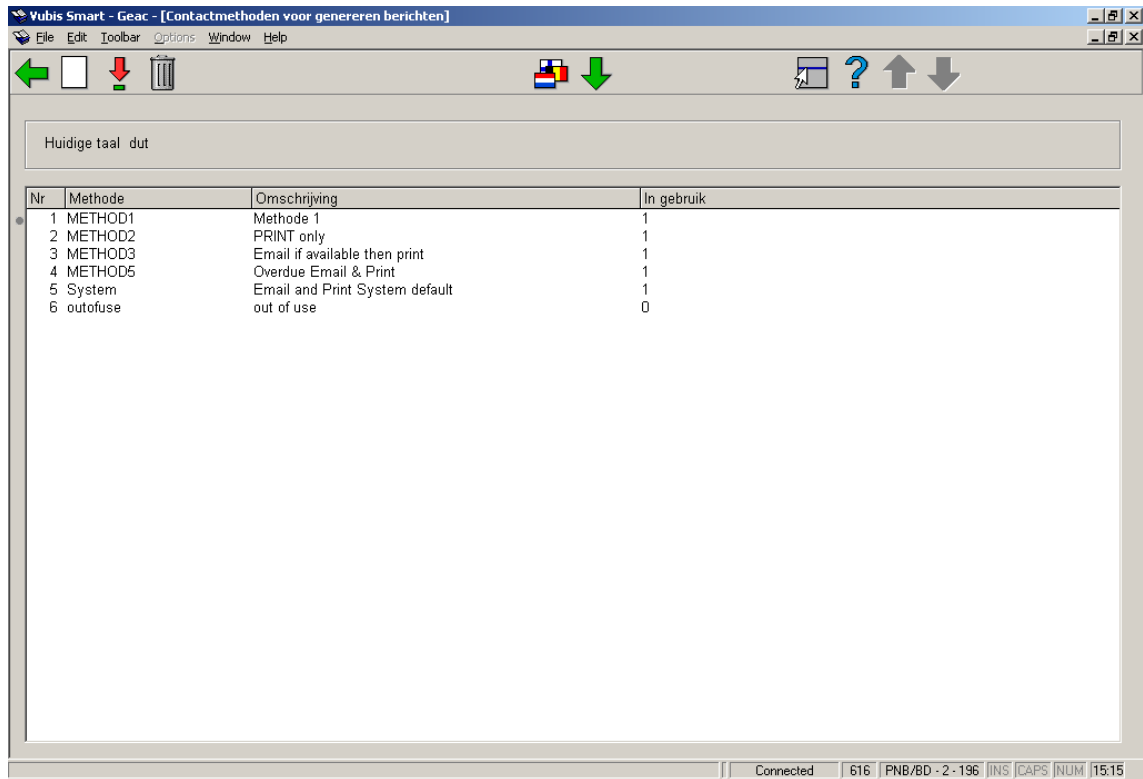 Vubis Smart - Geac - [Contactmethoden voor genereren berichten]
File Edit Toolbar Options Window Help
Huidige taal dut
Nr Methode Omschrijving In gebruik
1 METHOD1 Methode 1 1
2 METHOD2 PRINT only 1
3 METHOD3 Email if available then print 1
4 METHOD5 Overdue Email & Print 1
5 System Email and Print System default 1
6 outofuse out of use 0
Connected 616 PNB/BD - 2 - 196 INS CAPS NUM 15:15